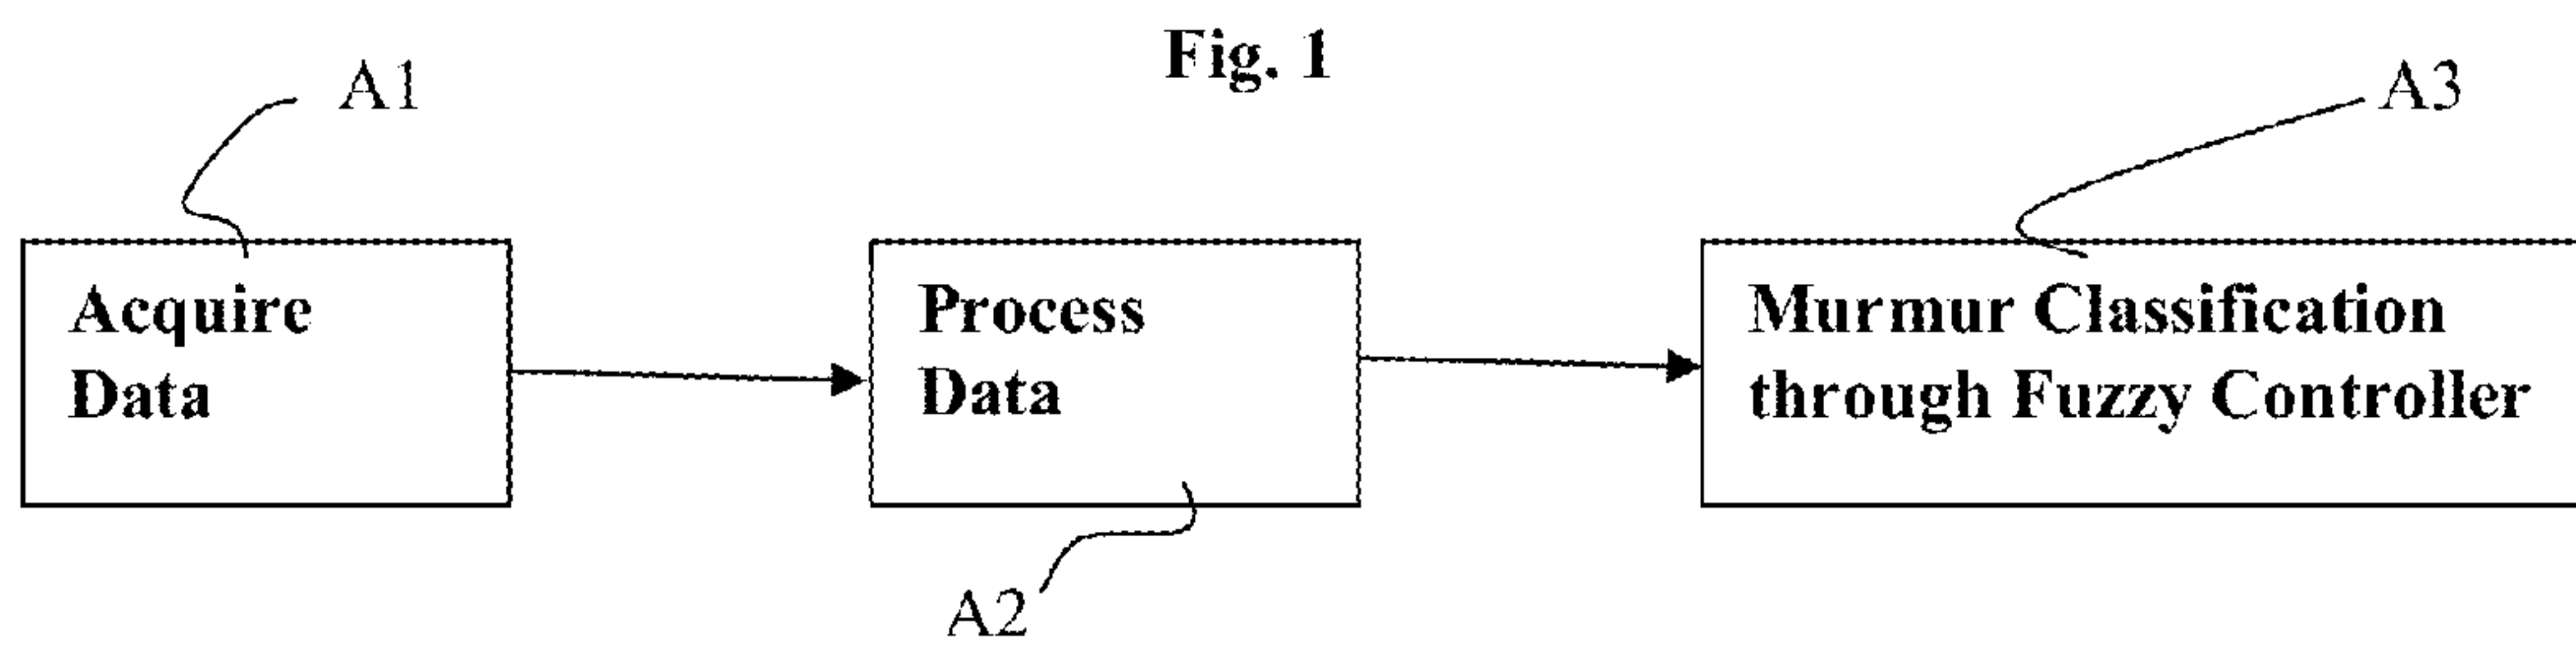 Fig. 1
A1
A3
Acquire
Data
Process
Data
Murmur Classification
through Fuzzy Controller
A2